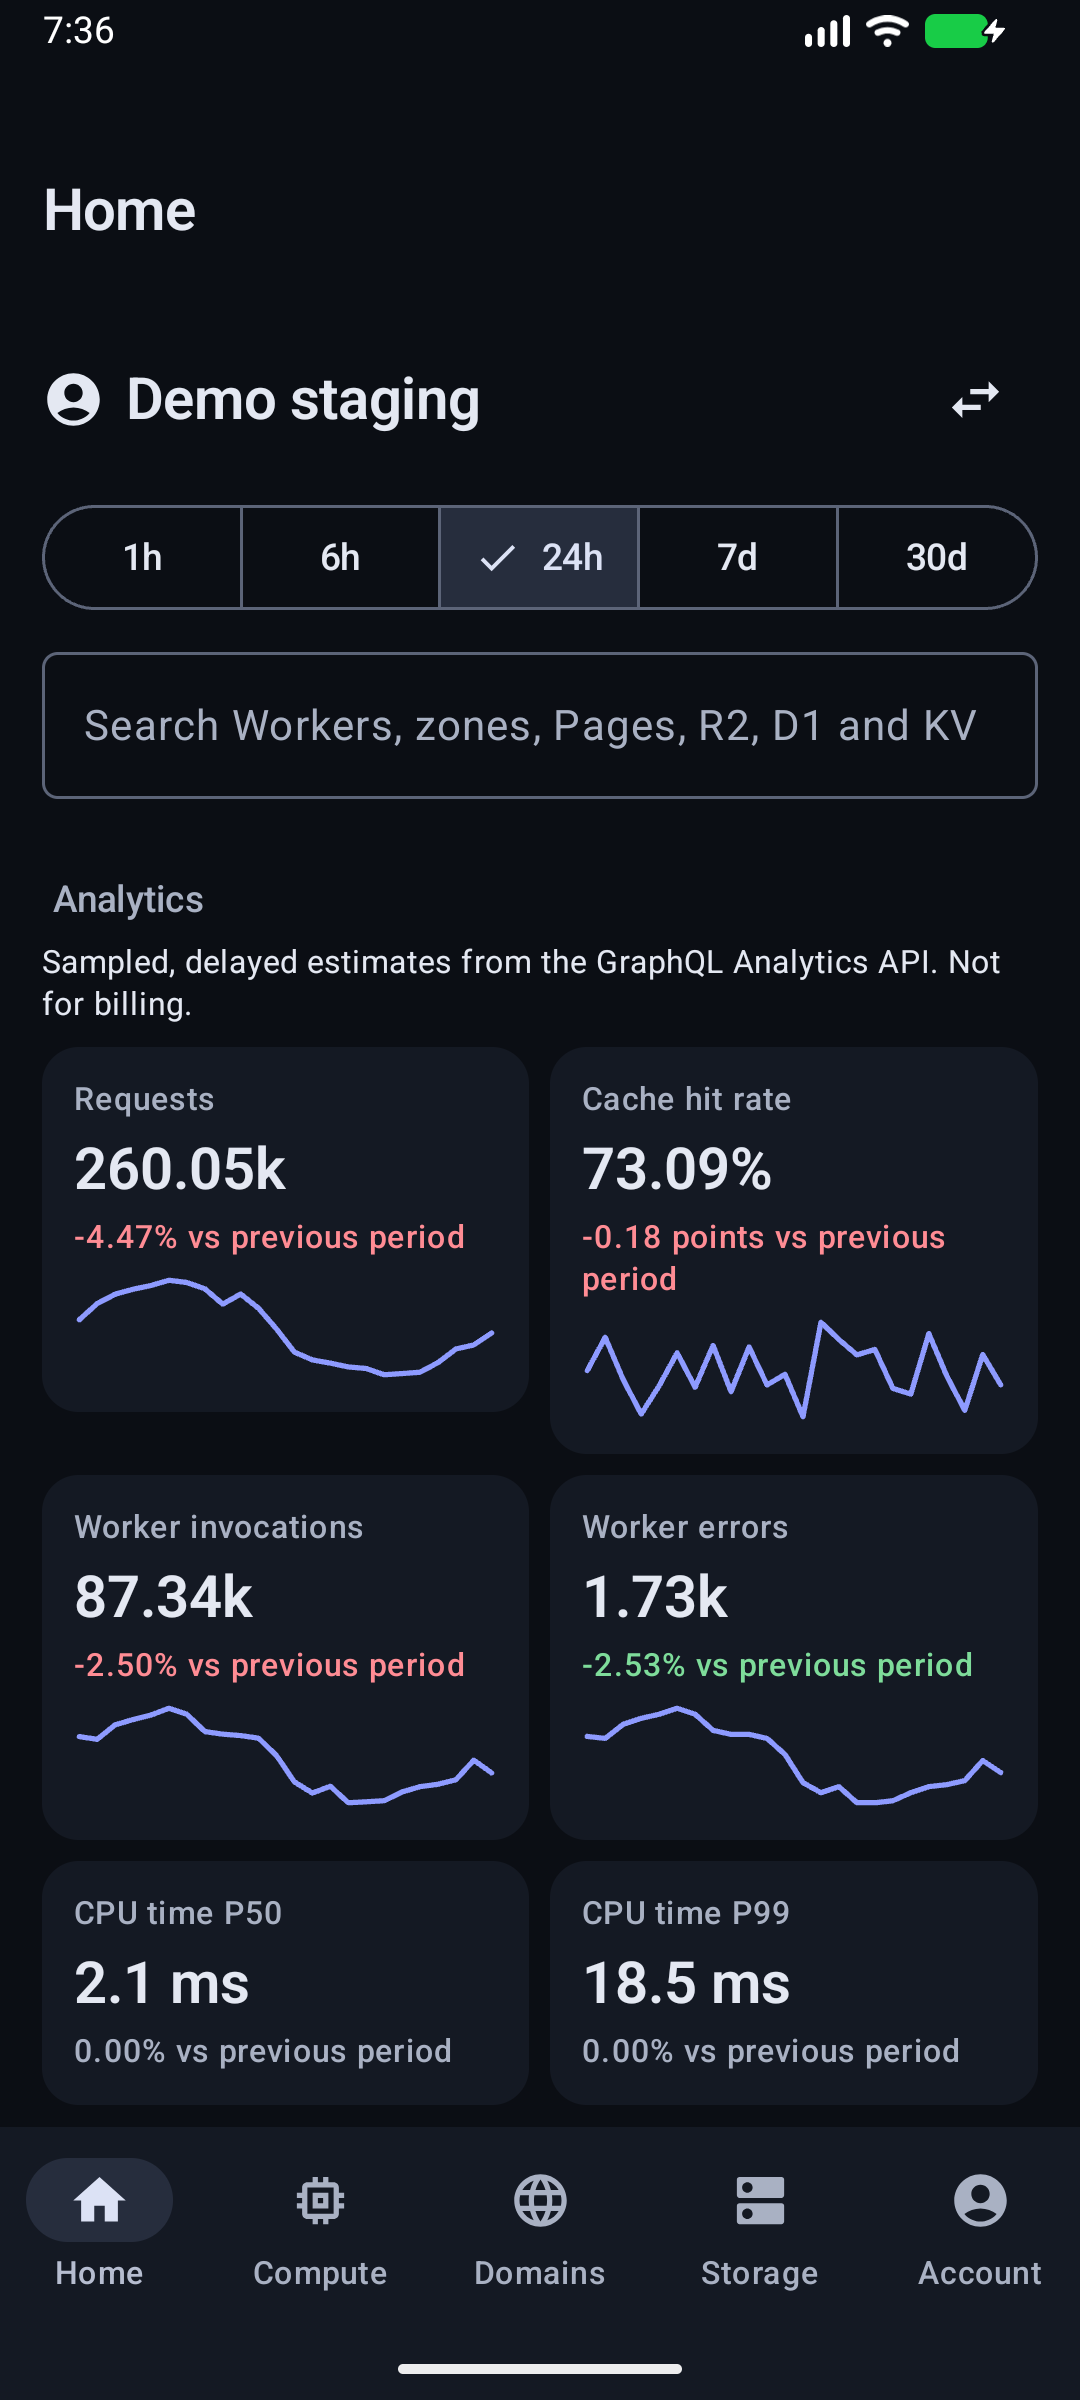 7:36
Home
Demo staging
1h
6h
24h
7d
30d
Search Workers, zones, Pages, R2, D1 and KV
Analytics
Sampled, delayed estimates from the GraphQL Analytics API. Not
for billing.
Requests
260.05k
-4.47% vs previous period
Cache hit rate
73.09%
-0.18 points vs previous
period
Worker invocations
87.34k
-2.50% vs previous period
Worker errors
1.73k
-2.53% vs previous period
CPU time P50
2.1 ms
0.00% vs previous period
CPU time P99
18.5 ms
0.00% vs previous period
Home
Compute
Domains
Storage
Account